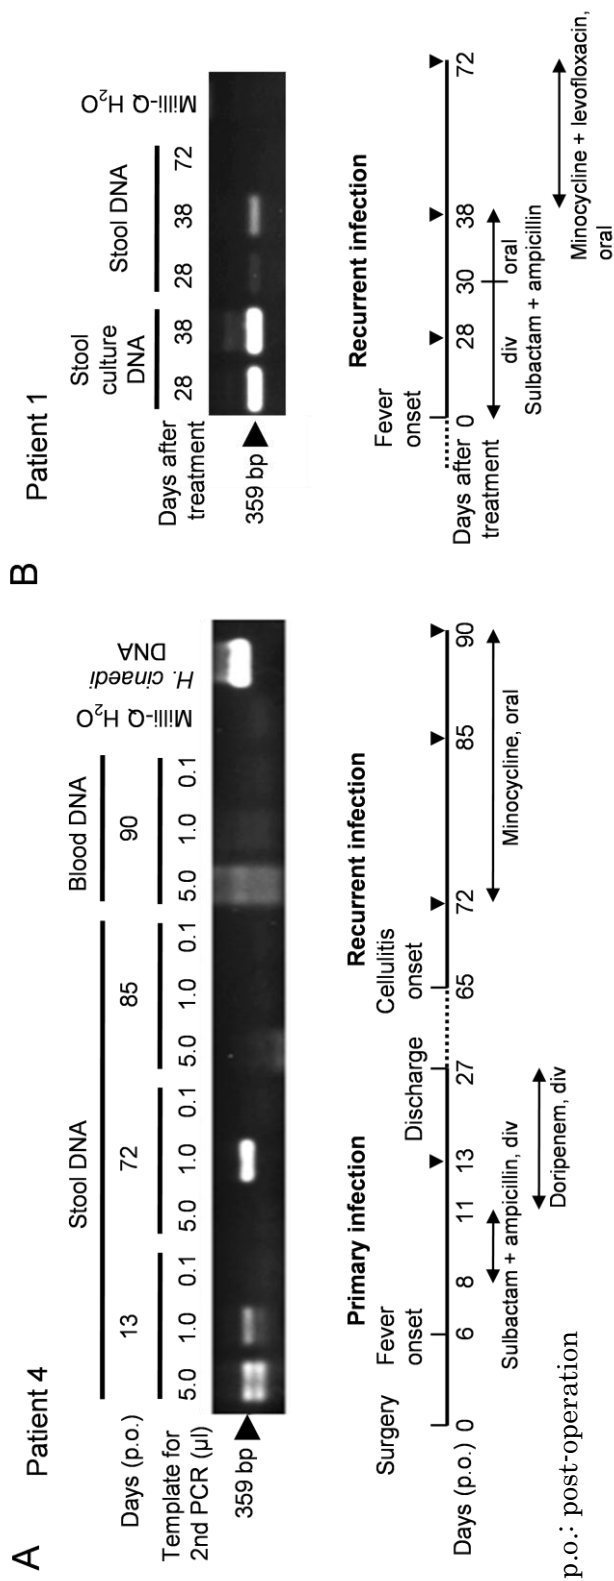 A
Patient 4
Stool DNA
Blood DNA
Days (p.o.)
13
72
85
90
Template for
2nd PCR (μl)
5.0 1.0 0.1 5.0 1.0 0.1 5.0 1.0 0.1 5.0 1.0 0.1
Milli-Q H2O
H. cinaedi
DNA
359 bp
Primary infection
Recurrent infection
Surgery
Fever
onset
Discharge
Cellulitis
onset
Days (p.o.)
0 6 8 11 13 27 65 72 85 90
Sulbactam + ampicillin, div
Doripenem, div
Minocycline, oral
p.o.: post-operation
B
Patient 1
Stool
culture
DNA
Stool DNA
Days after
treatment
28 38 28 38 72
Milli-Q H2O
359 bp
Recurrent infection
Fever
onset
Days after
treatment
0 28 30 38 72
div
oral
Sulbactam + ampicillin
Minocycline + levofloxacin,
oral